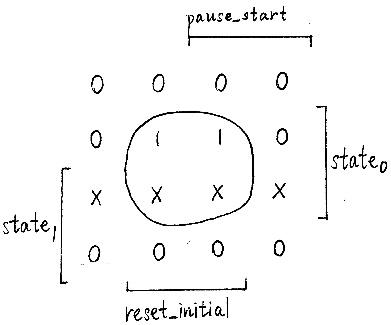 pause_start
0 0 0 0
0 1 1 0
state₀
X X X X
state₁
0 0 0 0
reset_initial